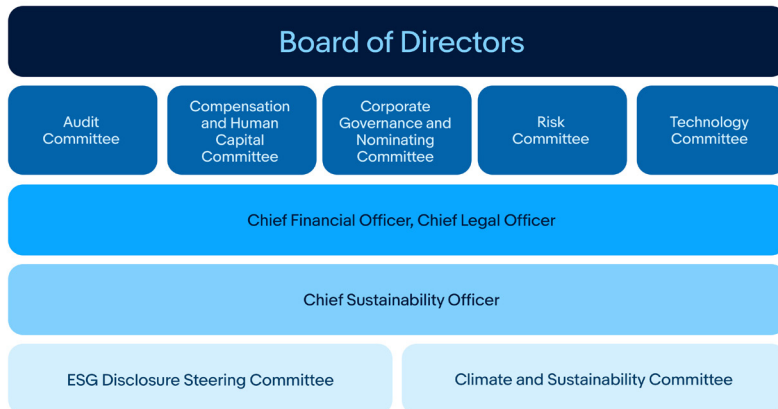 Board of Directors
Audit
Committee
Compensation
and Human
Capital
Committee
Corporate
Governance and
Nominating
Committee
Risk
Committee
Technology
Committee
Chief Financial Officer, Chief Legal Officer
Chief Sustainability Officer
ESG Disclosure Steering Committee
Climate and Sustainability Committee